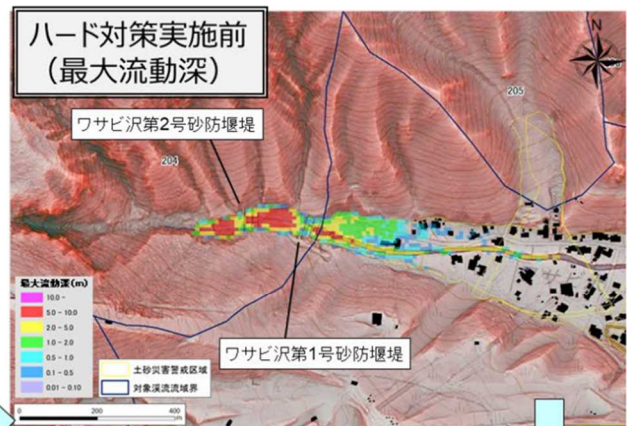 ハード対策実施前
（最大流動深）
N
205
ワサビ沢第2号砂防堰堤
204
最大流動深(m)
10.0 -
5.0 - 10.0
2.0 - 5.0
1.0 - 2.0
0.5 - 1.0
0.1 - 0.5
0.01 - 0.10
ワサビ沢第1号砂防堰堤
土砂災害警戒区域
対象渓流流域界
0
200
400